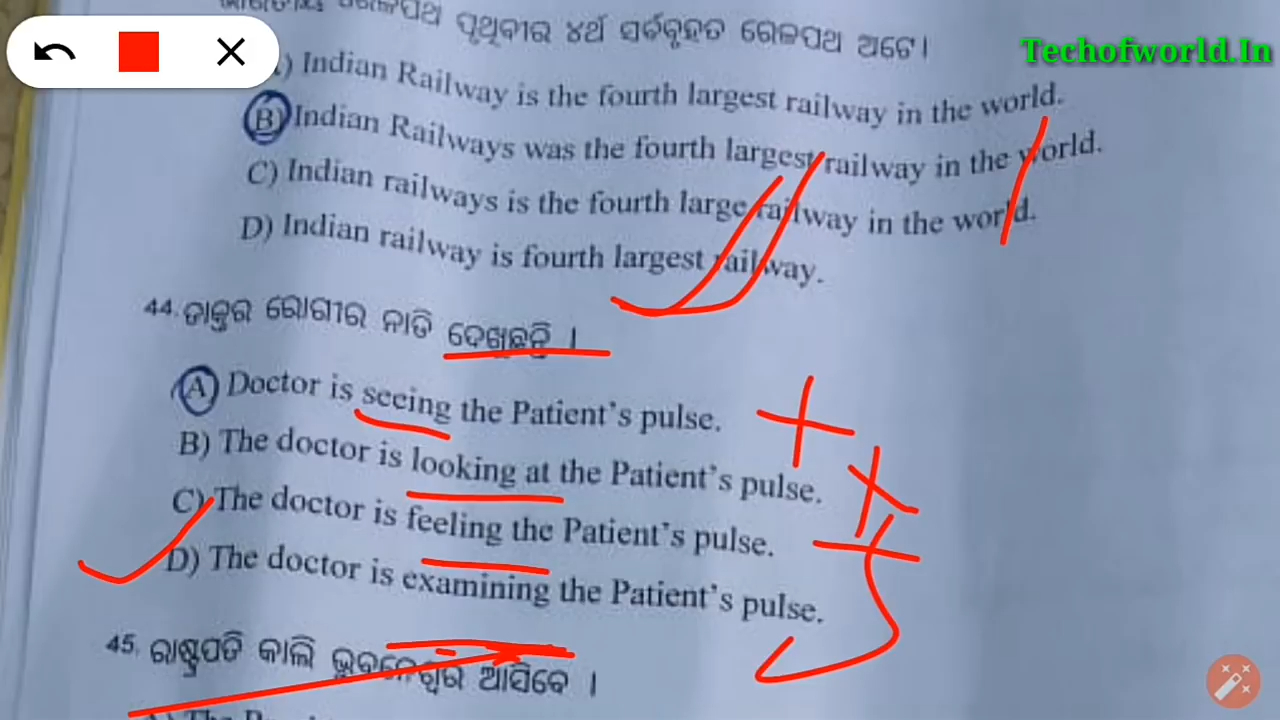 ପୃଥିବୀର ୪ର୍ଥ ସର୍ବବୃହତ ରେଳପଥ ଅଟେ।
Techofworld.In
) Indian Railway is the fourth largest railway in the world.
B) Indian Railways was the fourth largest railway in the world.
C) Indian railways is the fourth large railway in the world.
D) Indian railway is fourth largest railway.
44. ଡାକ୍ତର ରୋଗୀର ନାଡି ଦେଖୁଛନ୍ତି ।
A) Doctor is seeing the Patient's pulse.
B) The doctor is looking at the Patient's pulse.
C) The doctor is feeling the Patient's pulse.
D) The doctor is examining the Patient's pulse.
45. ରାଷ୍ଟ୍ରପତି କାଲି ଭୁବନେଶ୍ୱର ଆସିବେ ।